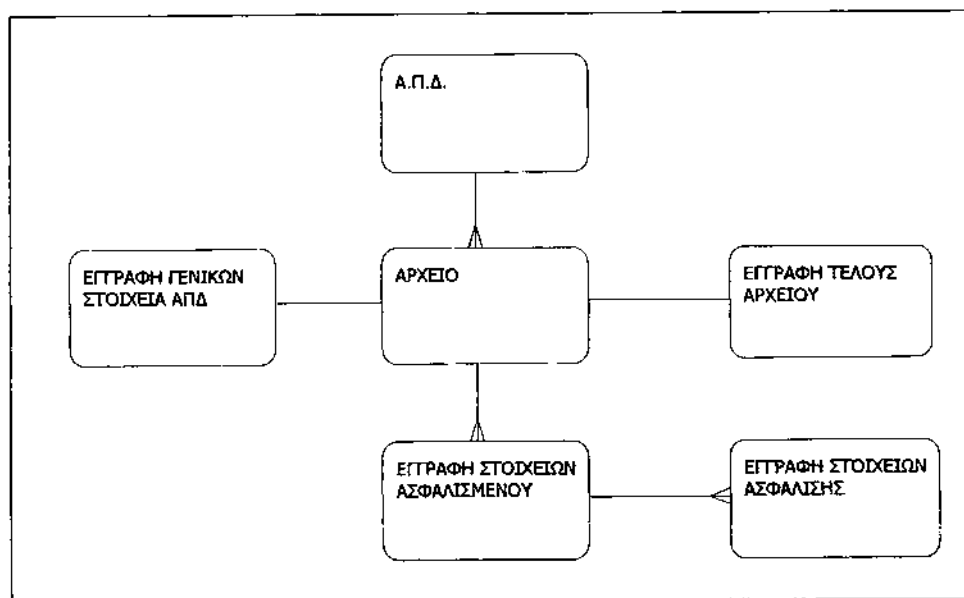 Α.Π.Δ.
ΕΓΓΡΑΦΗ ΓΕΝΙΚΩΝ
ΣΤΟΙΧΕΙΑ ΑΠΔ
ΑΡΧΕΙΟ
ΕΓΓΡΑΦΗ ΤΕΛΟΥΣ
ΑΡΧΕΙΟΥ
ΕΓΓΡΑΦΗ ΣΤΟΙΧΕΙΩΝ
ΑΣΦΑΛΙΣΜΕΝΟΥ
ΕΓΓΡΑΦΗ ΣΤΟΙΧΕΙΩΝ
ΑΣΦΑΛΙΣΗΣ